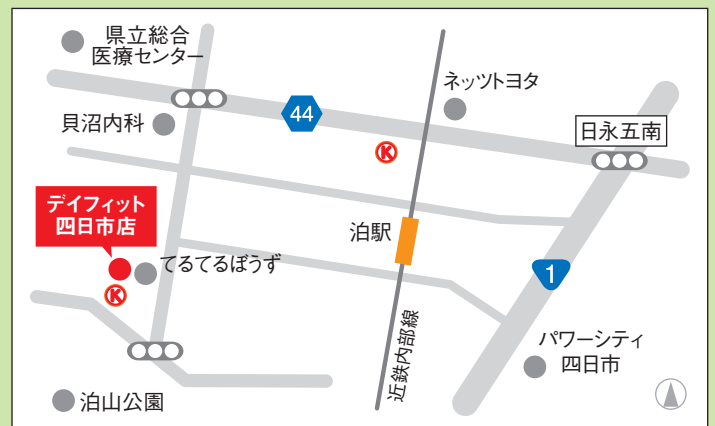 県立総合
医療センター
ネッツトヨタ
44
貝沼内科
日永五南
K
デイフィット
四日市店
泊駅
てるてるぼうず
1
K
近鉄内部線
パワーシティ
四日市
泊山公園